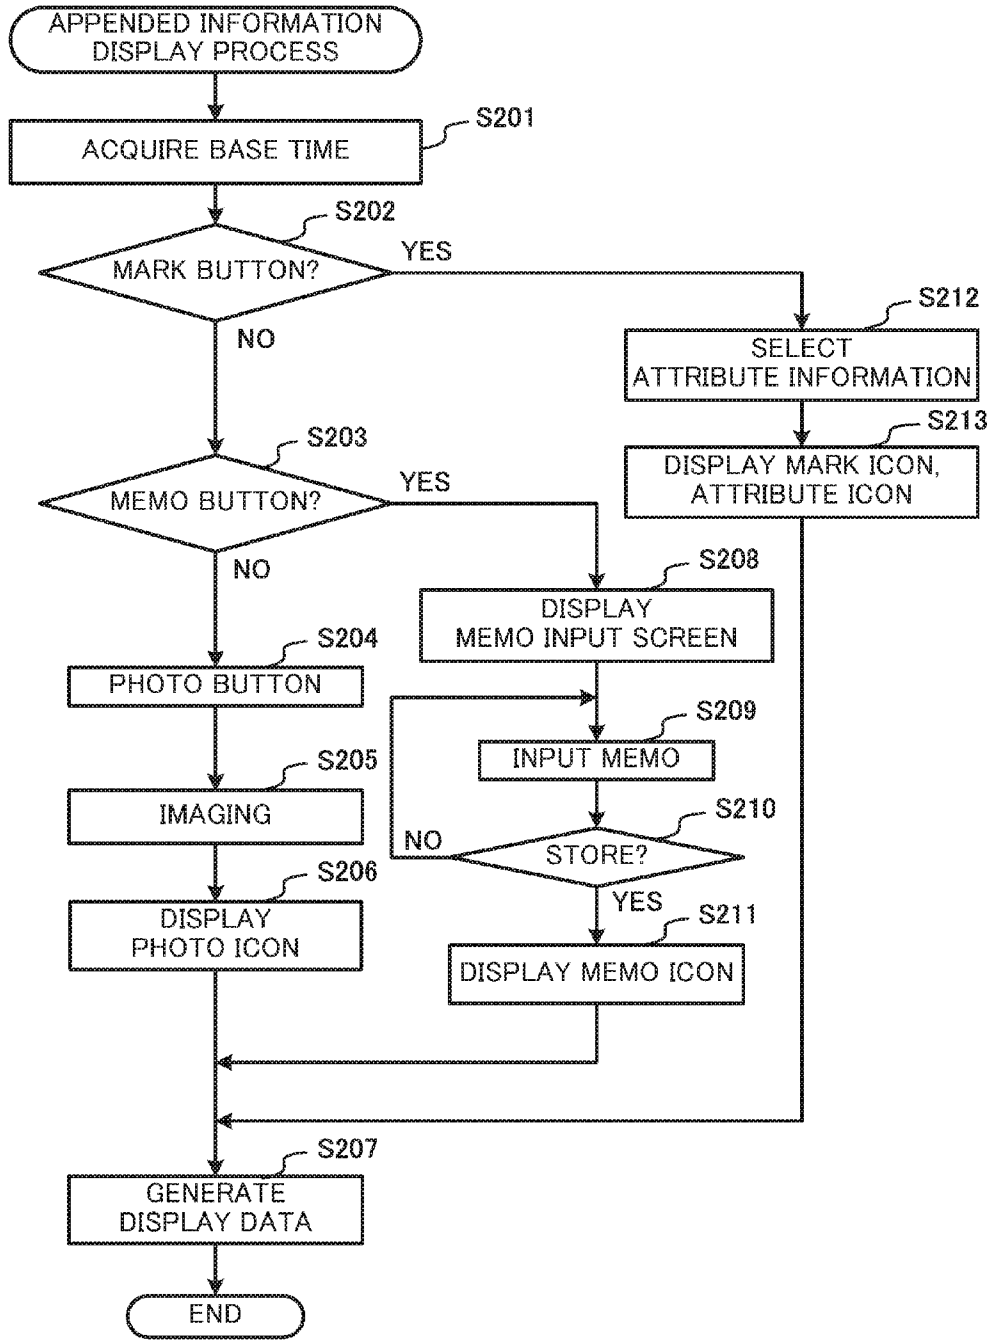 APPENDED INFORMATION
DISPLAY PROCESS
S201
ACQUIRE BASE TIME
S202
MARK BUTTON?
YES
NO
S212
SELECT
ATTRIBUTE INFORMATION
S213
DISPLAY MARK ICON,
ATTRIBUTE ICON
S203
MEMO BUTTON?
YES
NO
S208
DISPLAY
MEMO INPUT SCREEN
S204
PHOTO BUTTON
S209
INPUT MEMO
S205
IMAGING
S210
STORE?
NO
YES
S206
DISPLAY
PHOTO ICON
S211
DISPLAY MEMO ICON
S207
GENERATE
DISPLAY DATA
END